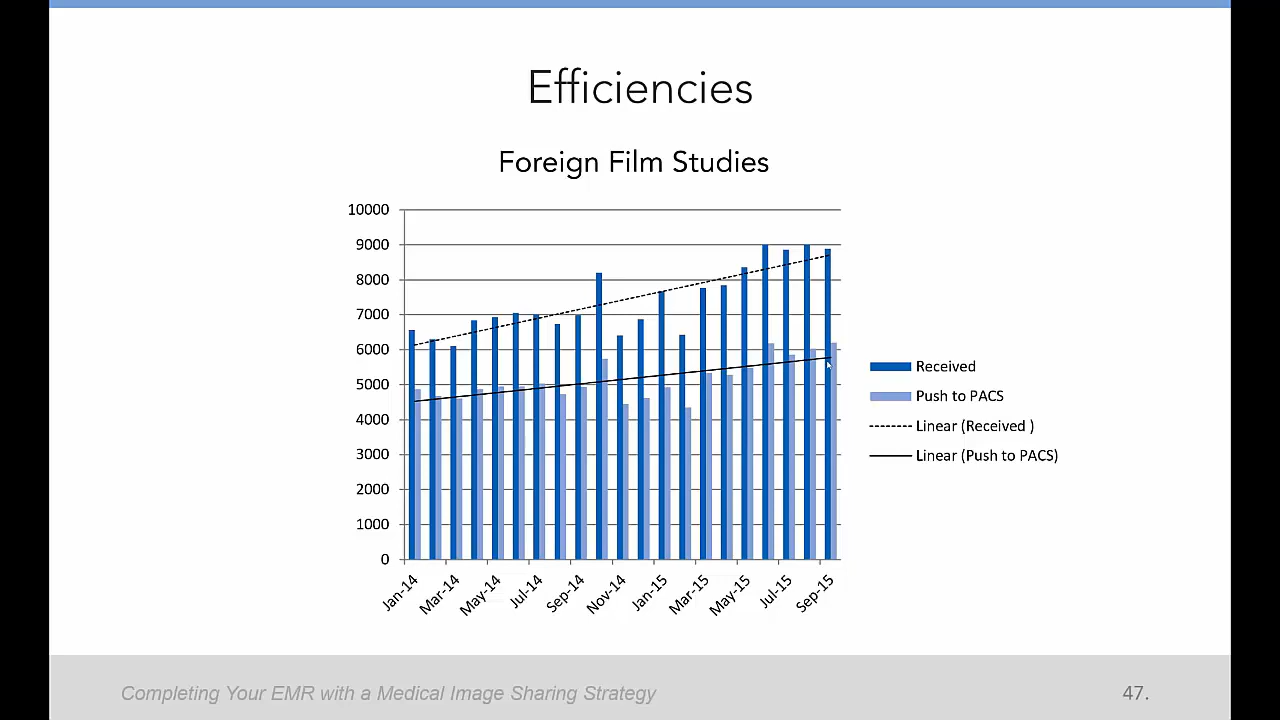 Efficiencies
Foreign Film Studies
10000
9000
8000
7000
6000
5000
4000
3000
2000
1000
0
Jan-14
Mar-14
May-14
Jul-14
Sep-14
Nov-14
Jan-15
Mar-15
May-15
Jul-15
Sep-15
Received
Push to PACS
Linear (Received )
Linear (Push to PACS)
Completing Your EMR with a Medical Image Sharing Strategy
47.